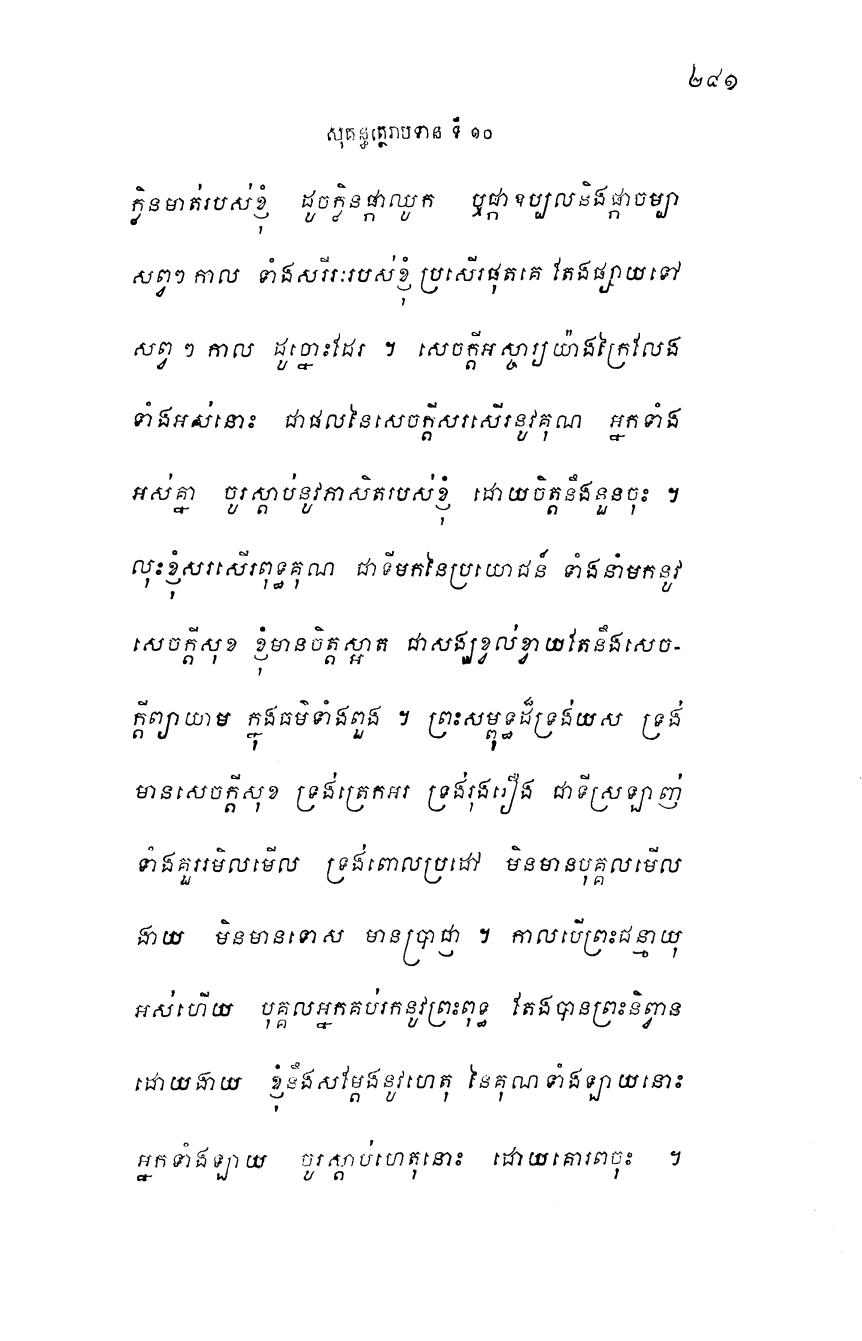 ២៤១
សុគន្ធត្ថេរាបទាន ទី ១០
ក្លិនមាត់របស់ខ្ញុំ ដូចក្លិនផ្កាឈូក ឬផ្កាឧប្បលនិងផ្កាចម្បា
សព្វៗ កាល ទាំងសរីរៈរបស់ខ្ញុំ ប្រសើរផុតគេ តែងផ្សាយទៅ
សព្វ ៗ កាល ដូច្នោះដែរ ។ សេចក្តីអស្ចារ្យយ៉ាងក្រៃលែង
ទាំងអស់នោះ ជាផលនៃសេចក្តីសរសើរនូវគុណ អ្នកទាំង
អស់គ្នា ចូរស្តាប់នូវភាសិតរបស់ខ្ញុំ ដោយចិត្តនឹងនួនចុះ ។
លុះខ្ញុំសរសើរពុទ្ធគុណ ជាទីមកនៃប្រយោជន៍ ទាំងនាំមកនូវ
សេចក្តីសុខ ខ្ញុំមានចិត្តស្អាត ជាសង្ឃខ្វល់ខ្វាយតែនឹងសេច-
ក្តីព្យាយាម ក្នុងធម៌ទាំងពួង ។ ព្រះសម្ពុទ្ធដ៏ទ្រង់យស ទ្រង់
មានសេចក្តីសុខ ទ្រង់ត្រេកអរ ទ្រង់រុងរឿង ជាទីស្រឡាញ់
ទាំងគួររមិលមើល ទ្រង់ពោលប្រដៅ មិនមានបុគ្គលមើល
ងាយ មិនមានទោស មានប្រាជ្ញា ។ កាលបើព្រះជន្មាយុ
អស់ហើយ បុគ្គលអ្នកគប់រកនូវព្រះពុទ្ធ តែងបានព្រះនិព្វាន
ដោយងាយ ខ្ញុំនឹងសម្តែងនូវហេតុ នៃគុណទាំងឡាយនោះ
អ្នកទាំងឡាយ ចូរស្តាប់ហេតុនោះ ដោយគោរពចុះ ។